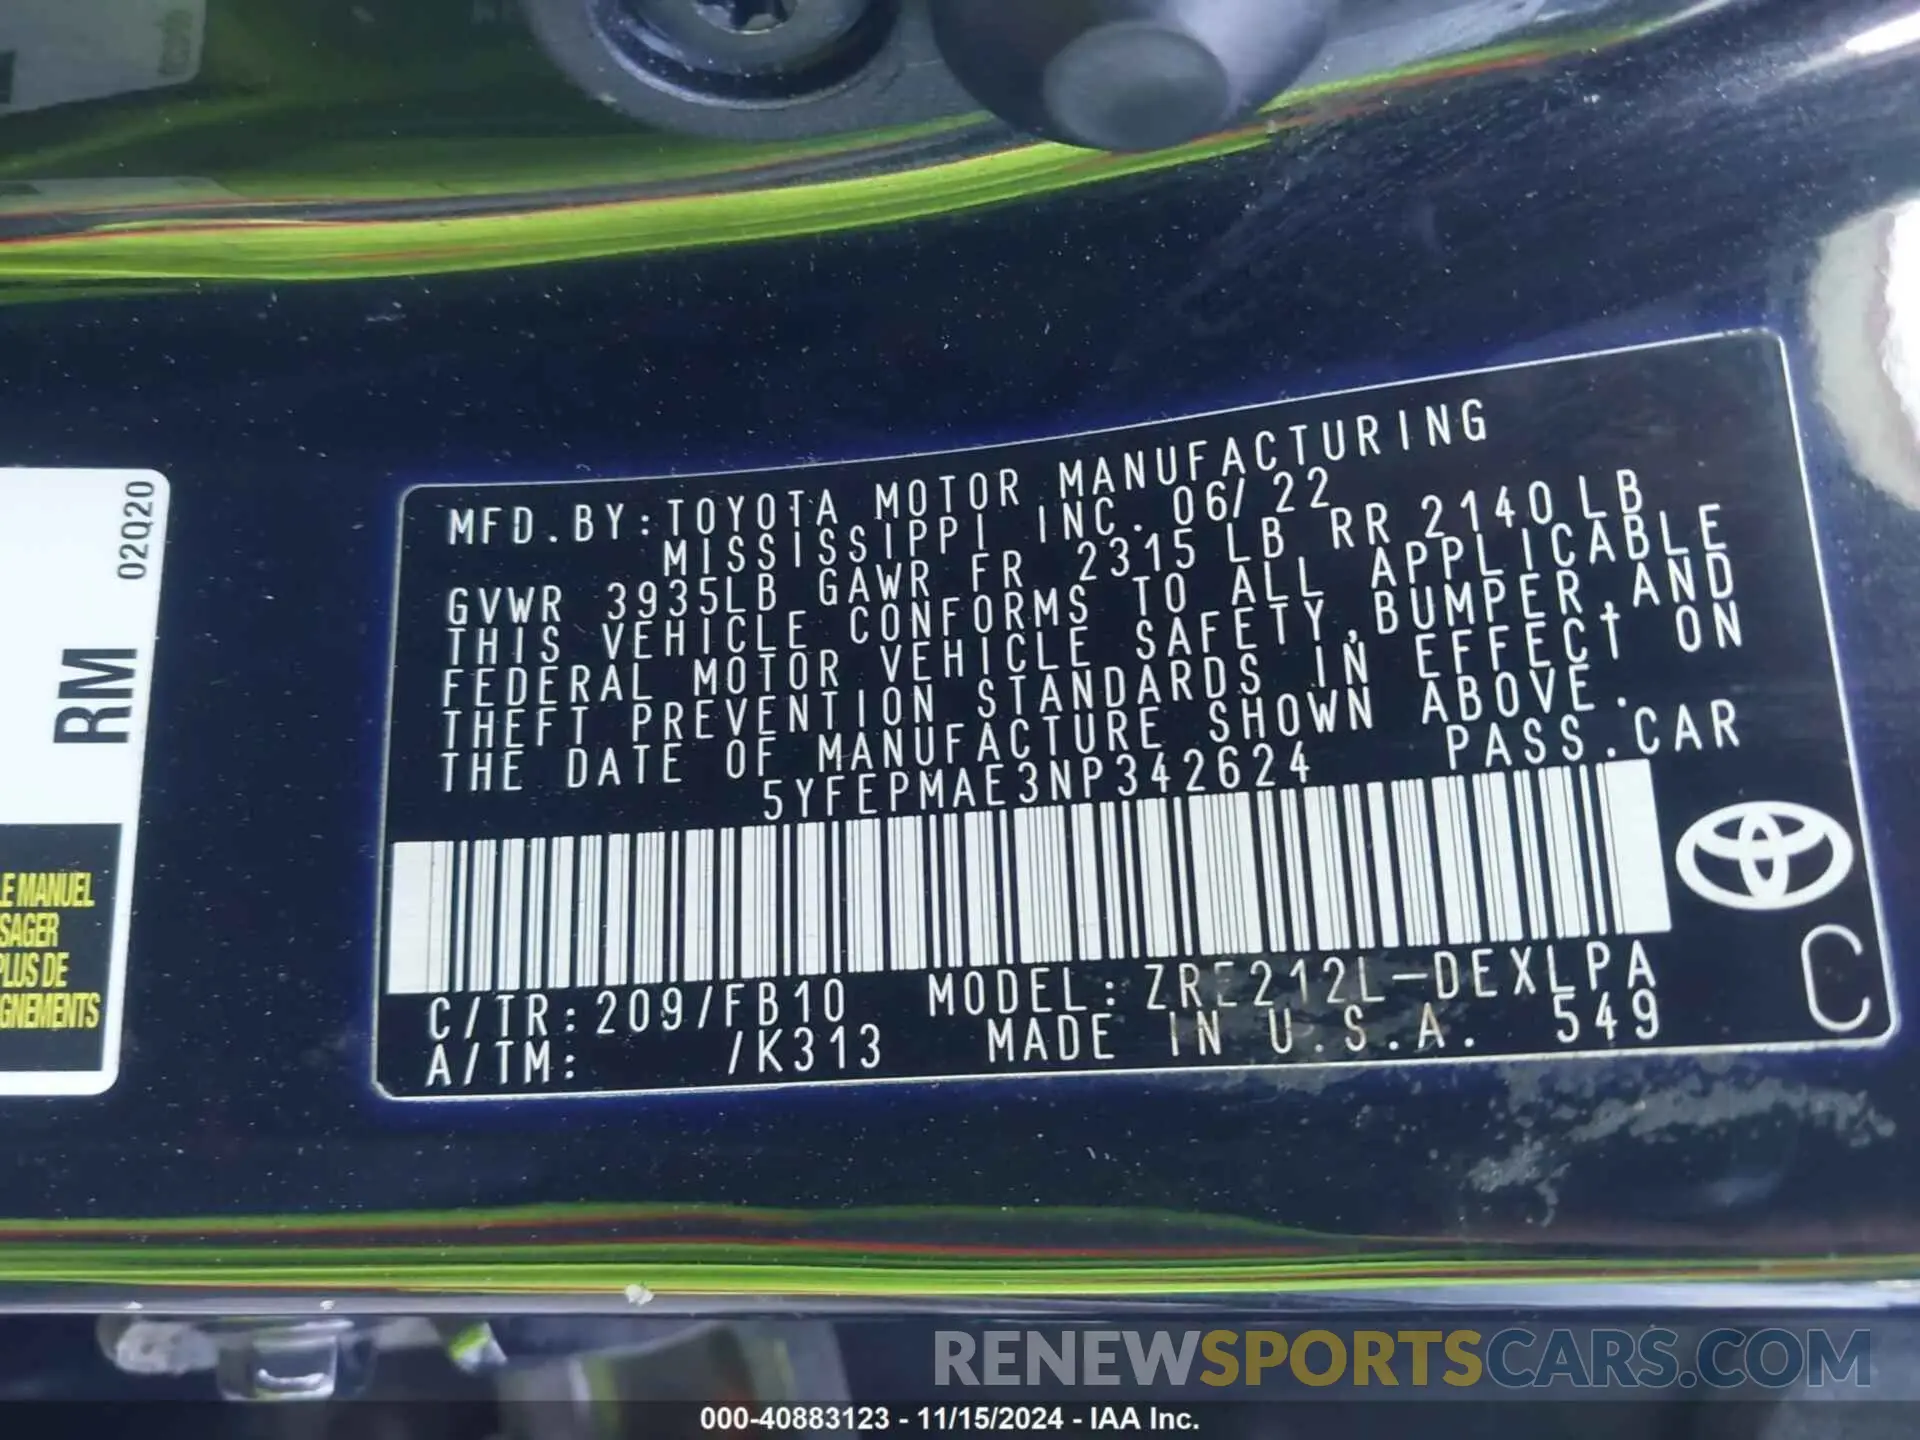 02Q20
RM
LE MANUEL
SAGER
PLUS DE
GNEMENTS
MFD.BY:TOYOTA MOTOR MANUFACTURING
MISSISSIPPI INC. 06/22
GVWR 3935LB GAWR FR 2315 LB RR 2140LB
THIS VEHICLE CONFORMS TO ALL APPLICABLE
FEDERAL MOTOR VEHICLE SAFETY,BUMPER,AND
THEFT PREVENTION STANDARDS IN EFFECT ON
THE DATE OF MANUFACTURE SHOWN ABOVE.
5YFEPMAE3NP342624 PASS.CAR
C/TR:209/FB10 MODEL:ZRE212L-DEXLPA
A/TM: /K313 MADE IN U.S.A. 549
C
RENEWSPORTSCARS.COM
000-40883123 - 11/15/2024 - IAA Inc.